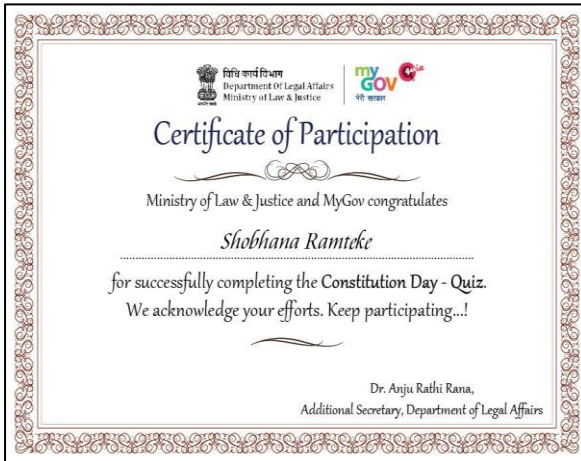 विधि कार्य विभाग
Department Of Legal Affairs
Ministry of Law & Justice
my
GOV
मेरी सरकार
Quiz
Certificate of Participation
Ministry of Law & Justice and MyGov congratulates
Shobhana Ramteke
for successfully completing the Constitution Day - Quiz.
We acknowledge your efforts. Keep participating...!
Dr. Anju Rathi Rana,
Additional Secretary, Department of Legal Affairs